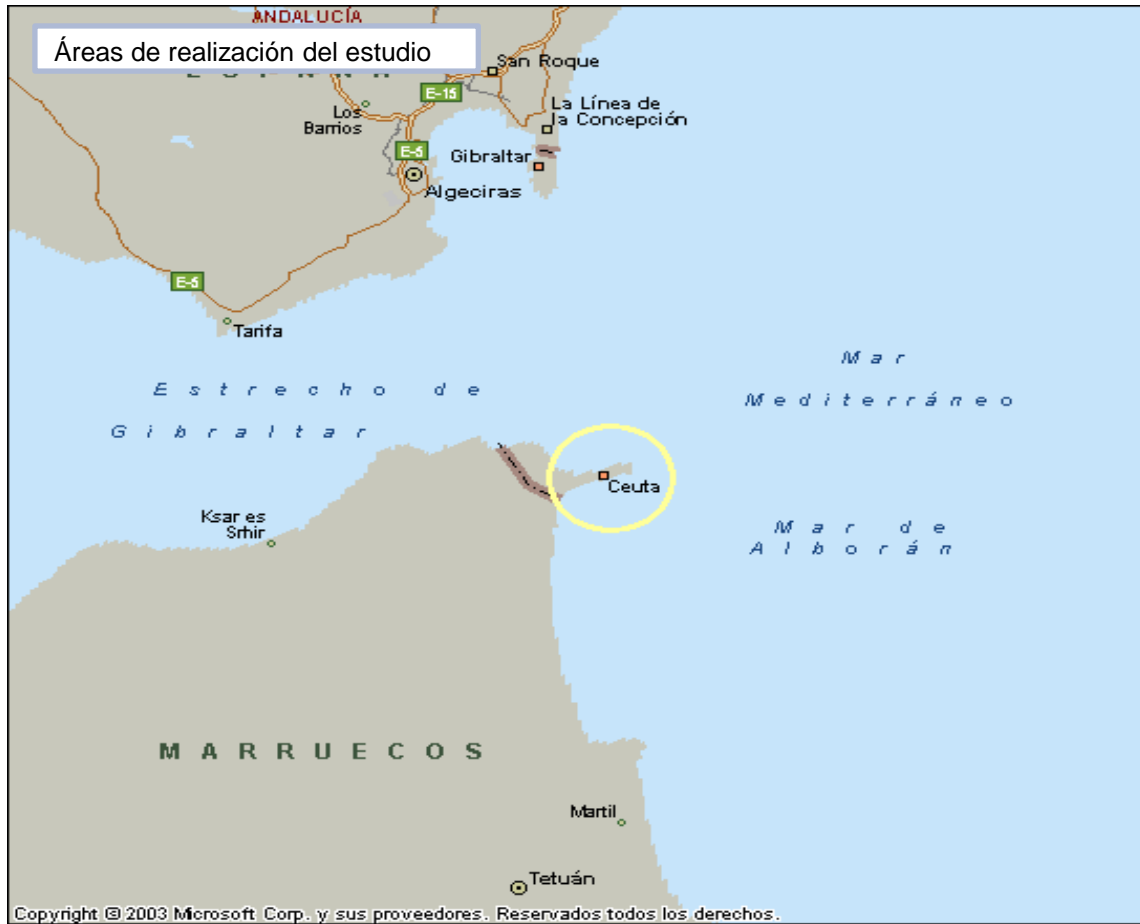 ANDALUCÍA
Áreas de realización del estudio
San Roque
E-15
La Línea de
la Concepción
Los
Barrios
E-5
Gibraltar
Algeciras
E-5
Tarifa
Mar
Mediterráneo
Estrecho de
Gibraltar
Ceuta
Ksar es
Srhir
Mar de
Alborán
MARRUECOS
Martil
Tetuán
Copyright © 2003 Microsoft Corp. y sus proveedores. Reservados todos los derechos.